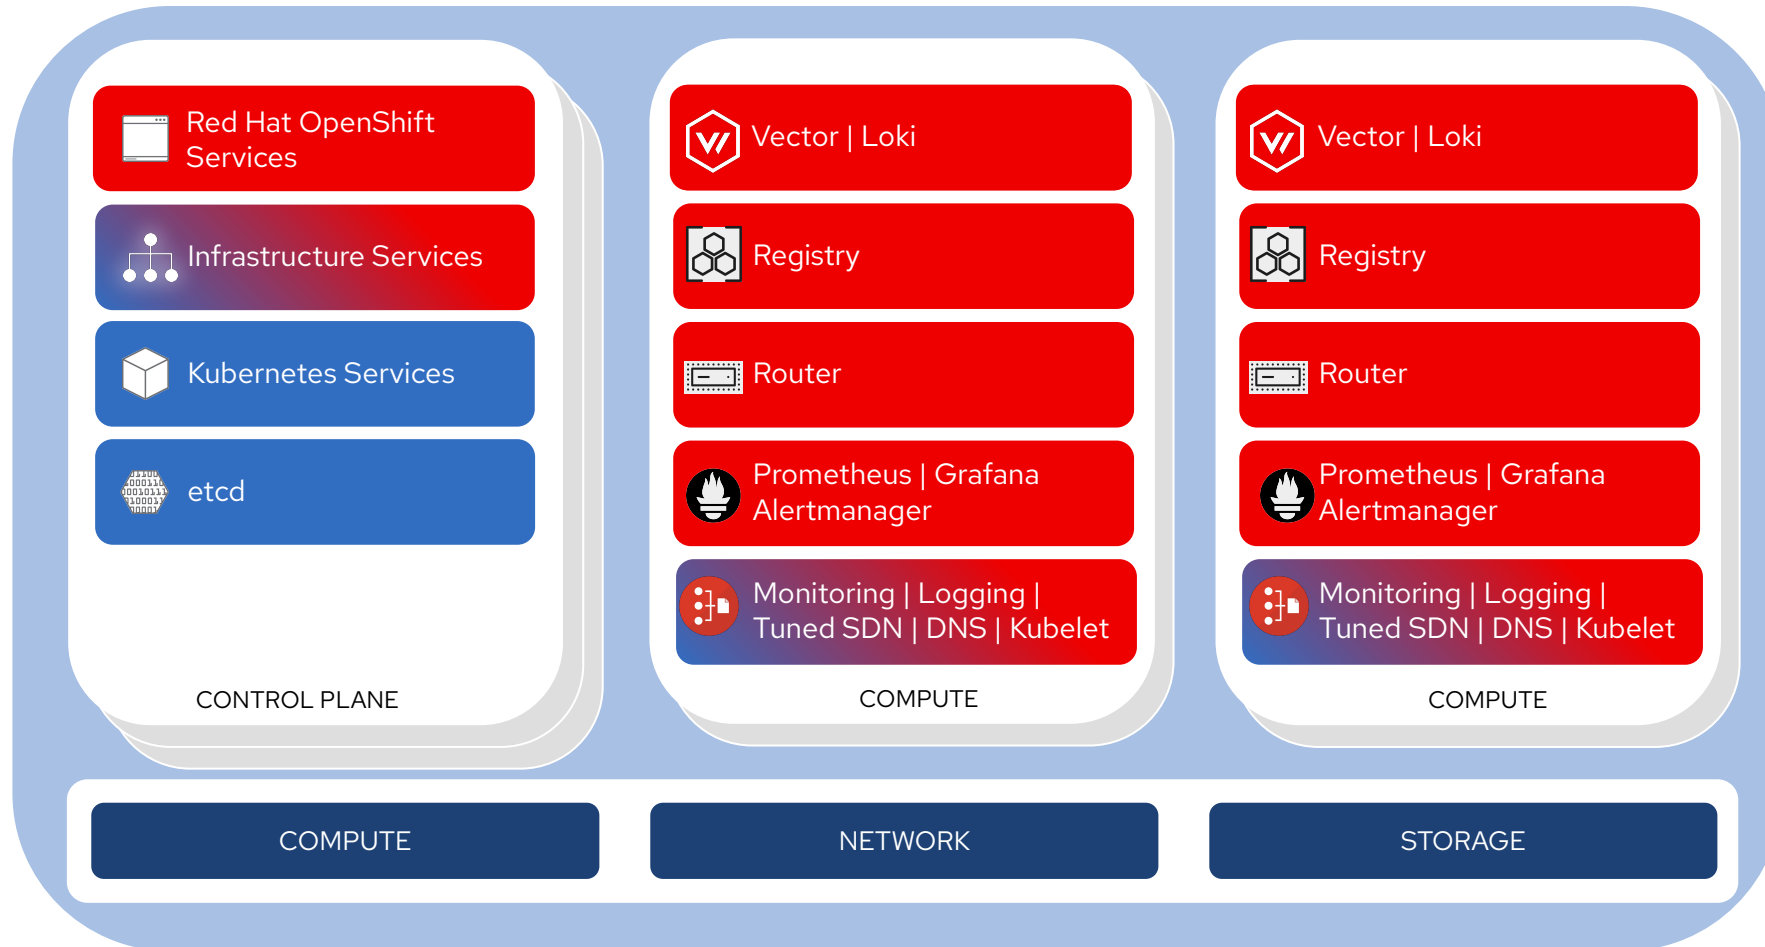 Red Hat OpenShift
Services
Infrastructure Services
Kubernetes Services
etcd
CONTROL PLANE
Vector | Loki
Registry
Router
Prometheus | Grafana
Alertmanager
Monitoring | Logging |
Tuned SDN | DNS | Kubelet
COMPUTE
Vector | Loki
Registry
Router
Prometheus | Grafana
Alertmanager
Monitoring | Logging |
Tuned SDN | DNS | Kubelet
COMPUTE
COMPUTE
NETWORK
STORAGE